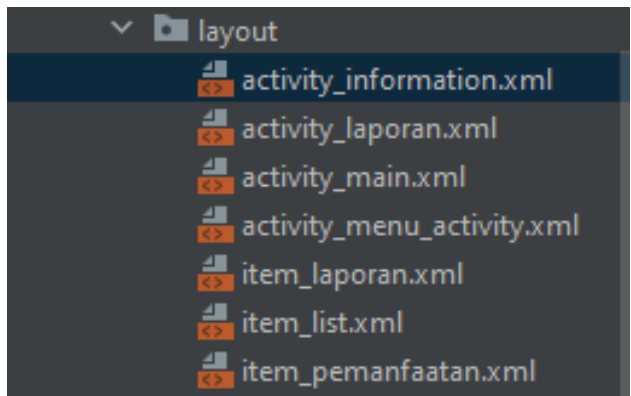 layout
activity_information.xml
activity_laporan.xml
activity_main.xml
activity_menu_activity.xml
item_laporan.xml
item_list.xml
item_pemanfaatan.xml